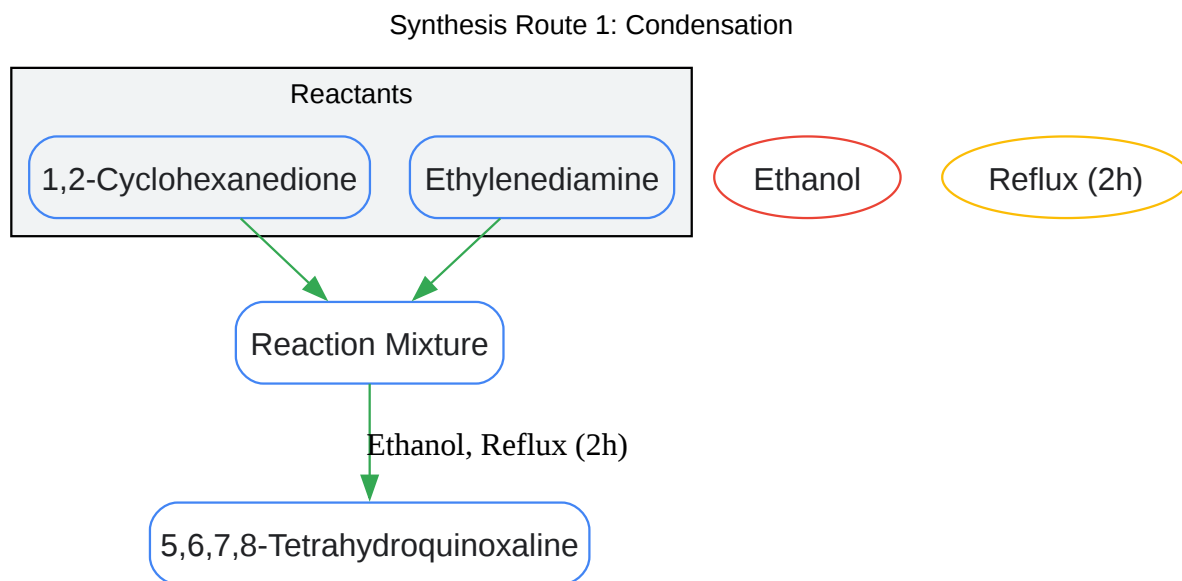 Synthesis Route 1: Condensation
Reactants
1,2-Cyclohexanedione
Ethylenediamine
Ethanol
Reflux (2h)
Reaction Mixture
Ethanol, Reflux (2h)
5,6,7,8-Tetrahydroquinoxaline